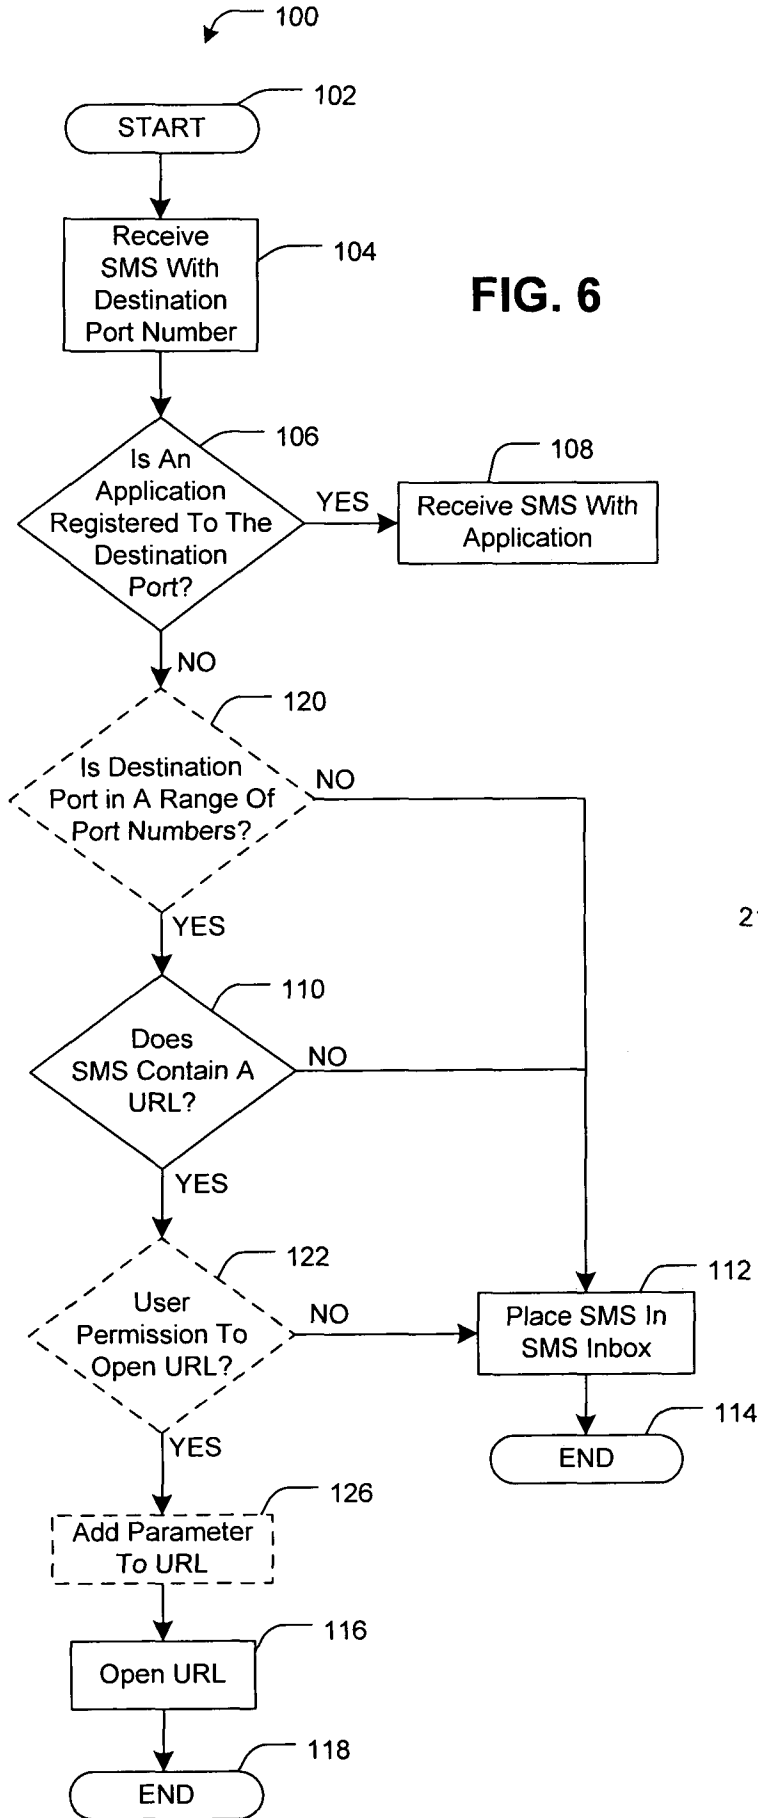 100
102
START
Receive
SMS With
Destination
Port Number
104
FIG. 6
106
Is An
Application
Registered To The
Destination
Port?
YES
108
Receive SMS With
Application
NO
120
Is Destination
Port in A Range Of
Port Numbers?
NO
YES
21
110
Does
SMS Contain A
URL?
NO
YES
122
User
Permission To
Open URL?
NO
112
Place SMS In
SMS Inbox
114
END
YES
126
Add Parameter
To URL
116
Open URL
118
END